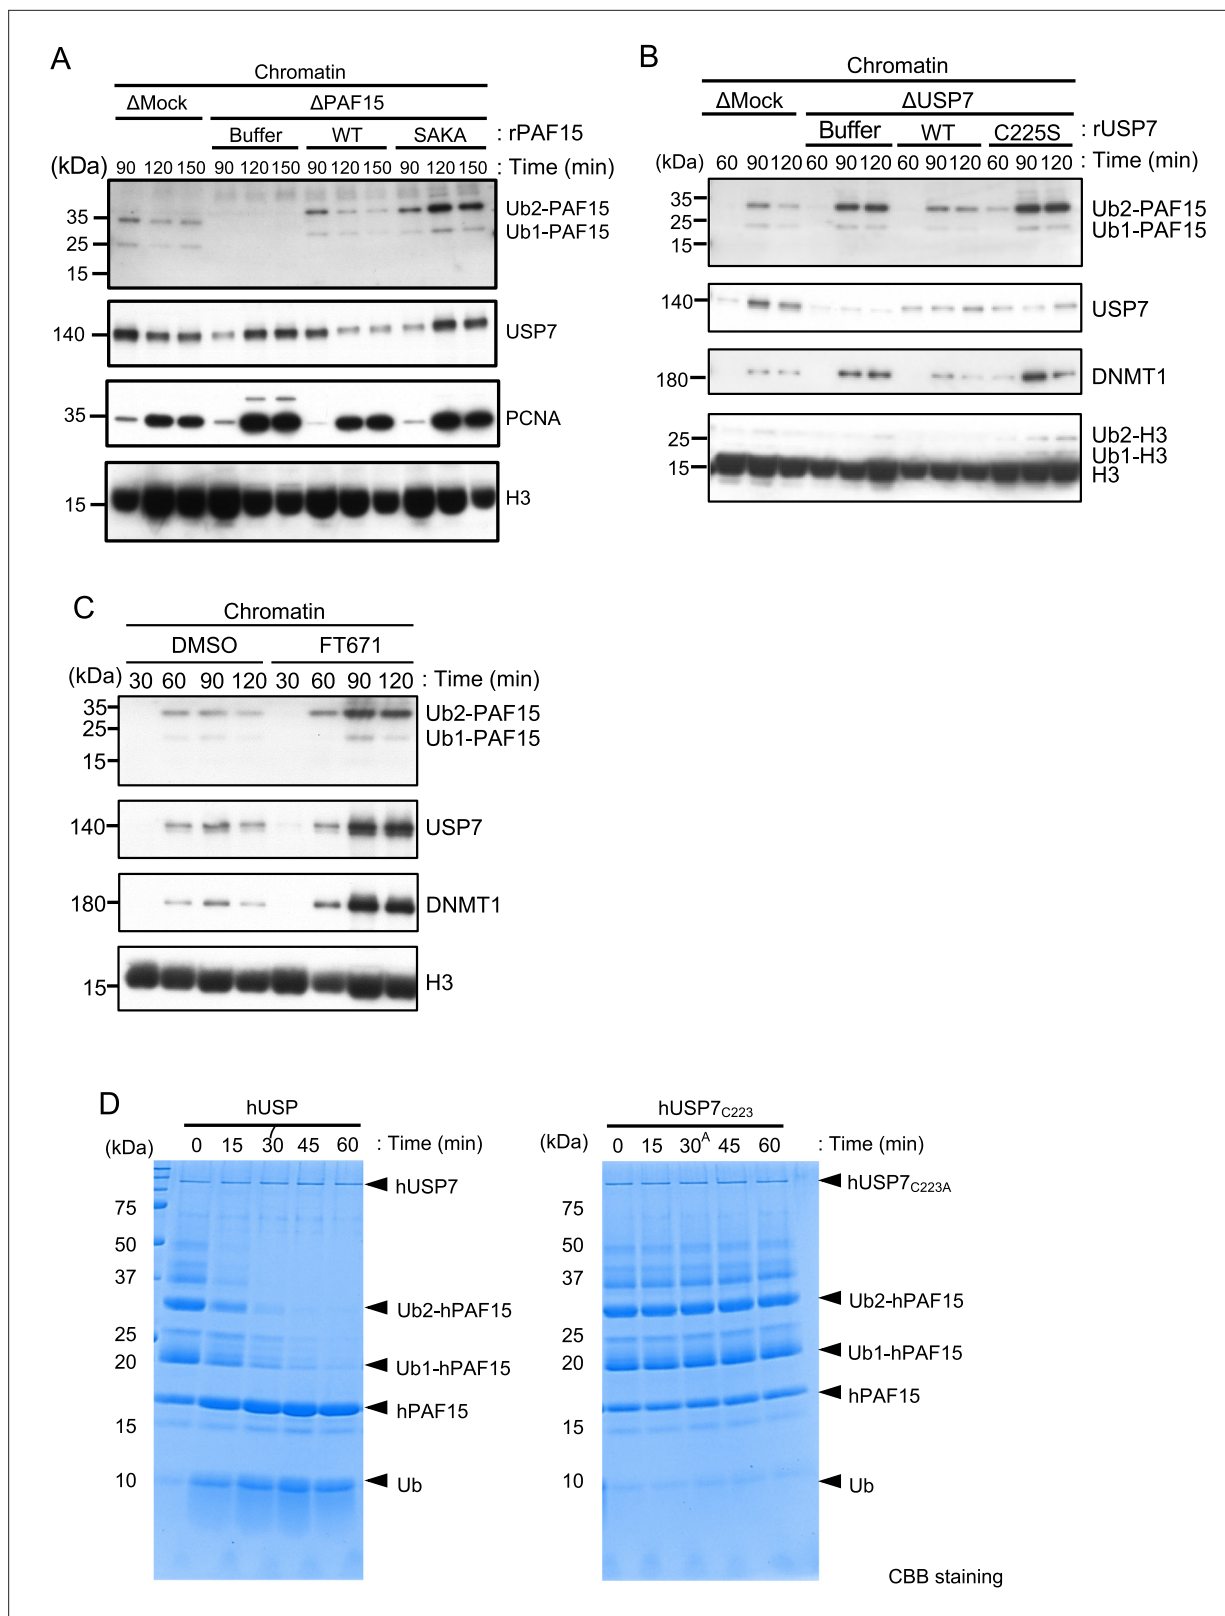 A
Chromatin
ΔMock ΔPAF15
Buffer WT SAKA : rPAF15
(kDa) 90 120 150 90 120 150 90 120 150 90 120 150 : Time (min)
35 Ub2-PAF15
Ub1-PAF15
25
15
140 USP7
35 PCNA
15 H3
B
Chromatin
ΔMock ΔUSP7
Buffer WT C225S : rUSP7
(kDa) 60 90 120 60 90 120 60 90 120 60 90 120 : Time (min)
35 Ub2-PAF15
25 Ub1-PAF15
15
140 USP7
180 DNMT1
25 Ub2-H3
Ub1-H3
15 H3
C
Chromatin
DMSO FT671
(kDa) 30 60 90 120 30 60 90 120 : Time (min)
35 Ub2-PAF15
25 Ub1-PAF15
15
140 USP7
180 DNMT1
15 H3
D
hUSP
7
(kDa) 0 15 30 45 60 : Time (min)
hUSP7
75
50
37
Ub2-hPAF15
25
20 Ub1-hPAF15
hPAF15
15
10 Ub
hUSP7C223
A
(kDa) 0 15 30 45 60 : Time (min)
hUSP7C223A
75
50
37
Ub2-hPAF15
25
Ub1-hPAF15
20
hPAF15
15
10 Ub
CBB staining